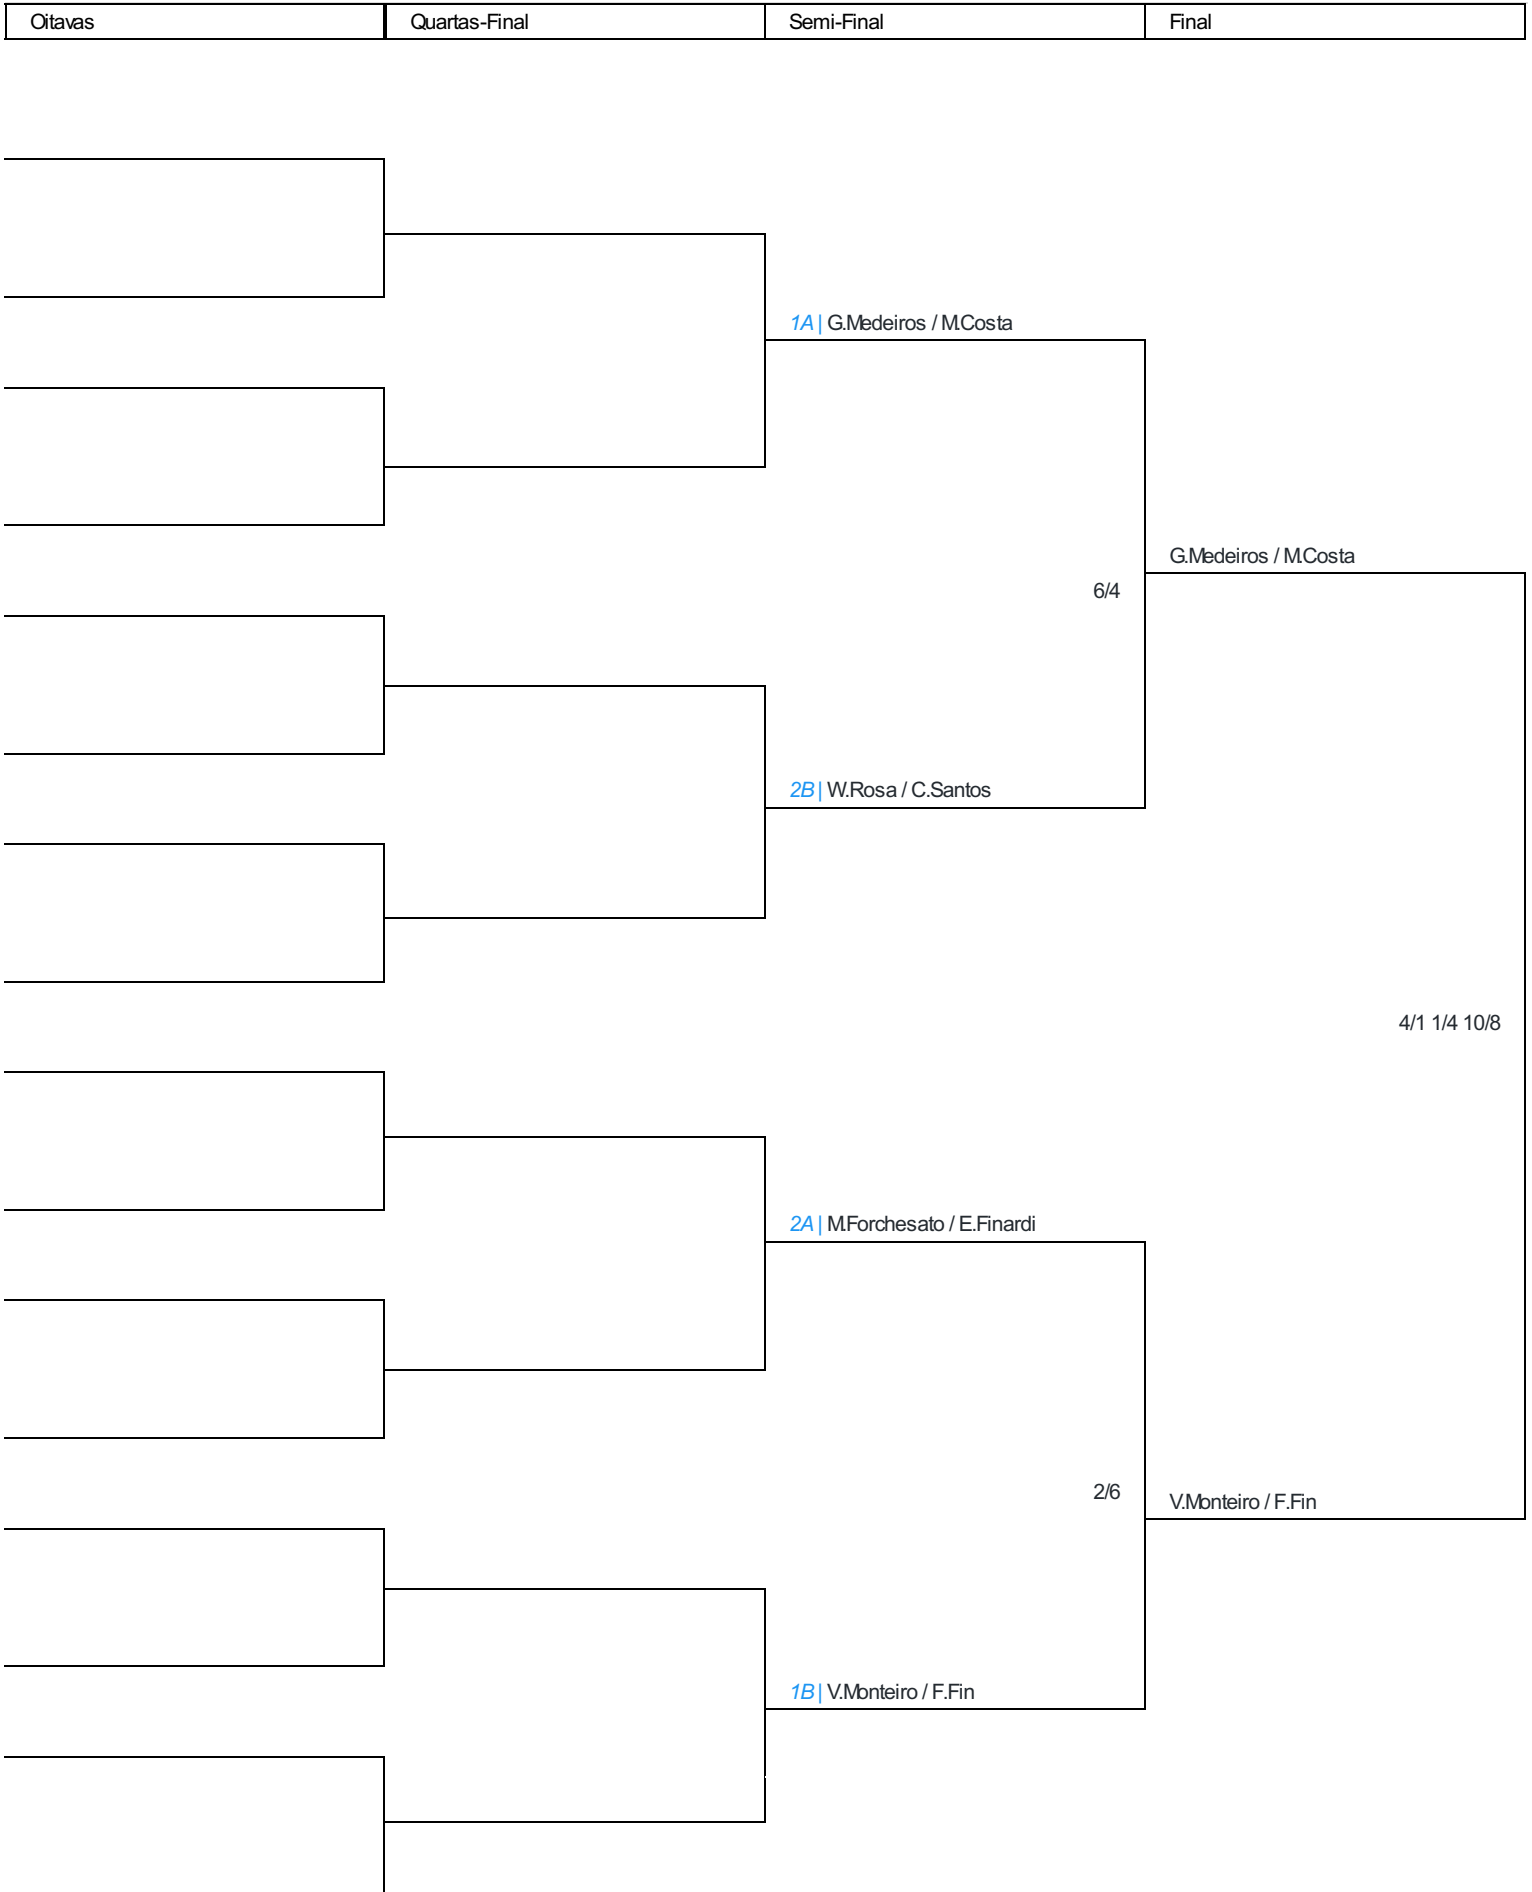 Oitavas
Quartas-Final
Semi-Final
Final
1A | G.Medeiros / M.Costa
G.Medeiros / M.Costa
6/4
2B | W.Rosa / C.Santos
4/1 1/4 10/8
2A | M.Forchesato / E.Finardi
2/6
V.Monteiro / F.Fin
1B | V.Monteiro / F.Fin